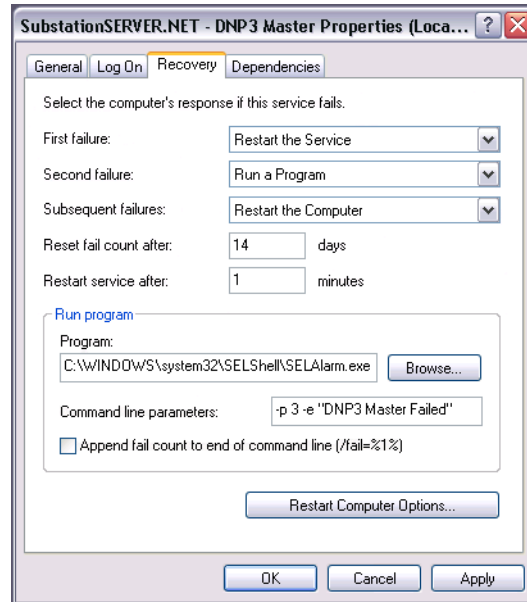 SubstationSERVER.NET - DNP3 Master Properties (Loca...
General Log On Recovery Dependencies
Select the computer's response if this service fails.
First failure: Restart the Service
Second failure: Run a Program
Subsequent failures: Restart the Computer
Reset fail count after: 14 days
Restart service after: 1 minutes
Run program
Program:
C:\WINDOWS\system32\SELShell\SELAlarm.exe Browse...
Command line parameters: -p 3 -e "DNP3 Master Failed"
Append fail count to end of command line (/fail=%1%)
Restart Computer Options...
OK Cancel Apply